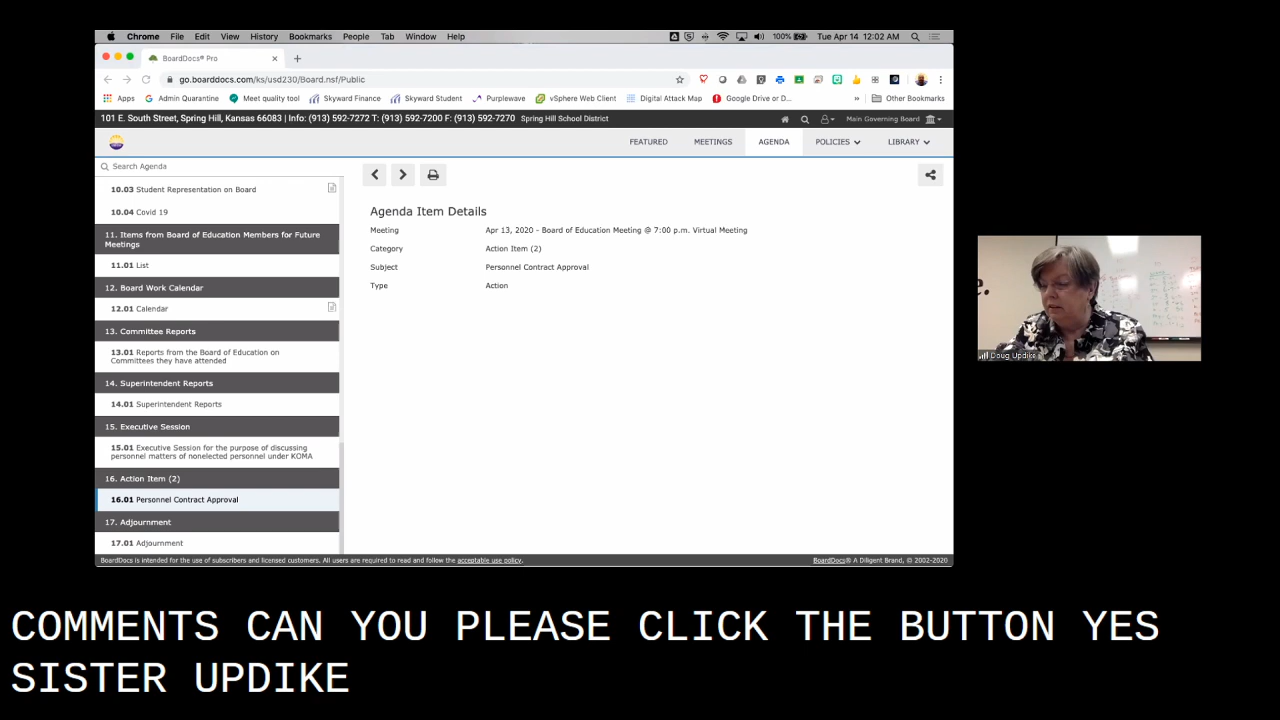 Chrome File Edit View History Bookmarks People Tab Window Help 100% Tue Apr 14 12:02 AM
BoardDocs® Pro
go.boarddocs.com/ks/usd230/Board.nsf/Public
Apps Admin Quarantine Meet quality tool Skyward Finance Skyward Student Purplewave vSphere Web Client Digital Attack Map Google Drive or D... » Other Bookmarks
101 E. South Street, Spring Hill, Kansas 66083 | Info: (913) 592-7272 T: (913) 592-7200 F: (913) 592-7270 Spring Hill School District Main Governing Board
FEATURED MEETINGS AGENDA POLICIES LIBRARY
Search Agenda
10.03 Student Representation on Board
10.04 Covid 19
11. Items from Board of Education Members for Future
Meetings
11.01 List
12. Board Work Calendar
12.01 Calendar
13. Committee Reports
13.01 Reports from the Board of Education on
Committees they have attended
14. Superintendent Reports
14.01 Superintendent Reports
15. Executive Session
15.01 Executive Session for the purpose of discussing
personnel matters of nonelected personnel under KOMA
16. Action Item (2)
16.01 Personnel Contract Approval
17. Adjournment
17.01 Adjournment
Agenda Item Details
Meeting Apr 13, 2020 - Board of Education Meeting @ 7:00 p.m. Virtual Meeting
Category Action Item (2)
Subject Personnel Contract Approval
Type Action
BoardDocs is intended for the use of subscribers and licensed customers. All users are required to read and follow the acceptable use policy. BoardDocs® A Diligent Brand, © 2002-2020
e.
Doug Updike
COMMENTS CAN YOU PLEASE CLICK THE BUTTON YES
SISTER UPDIKE